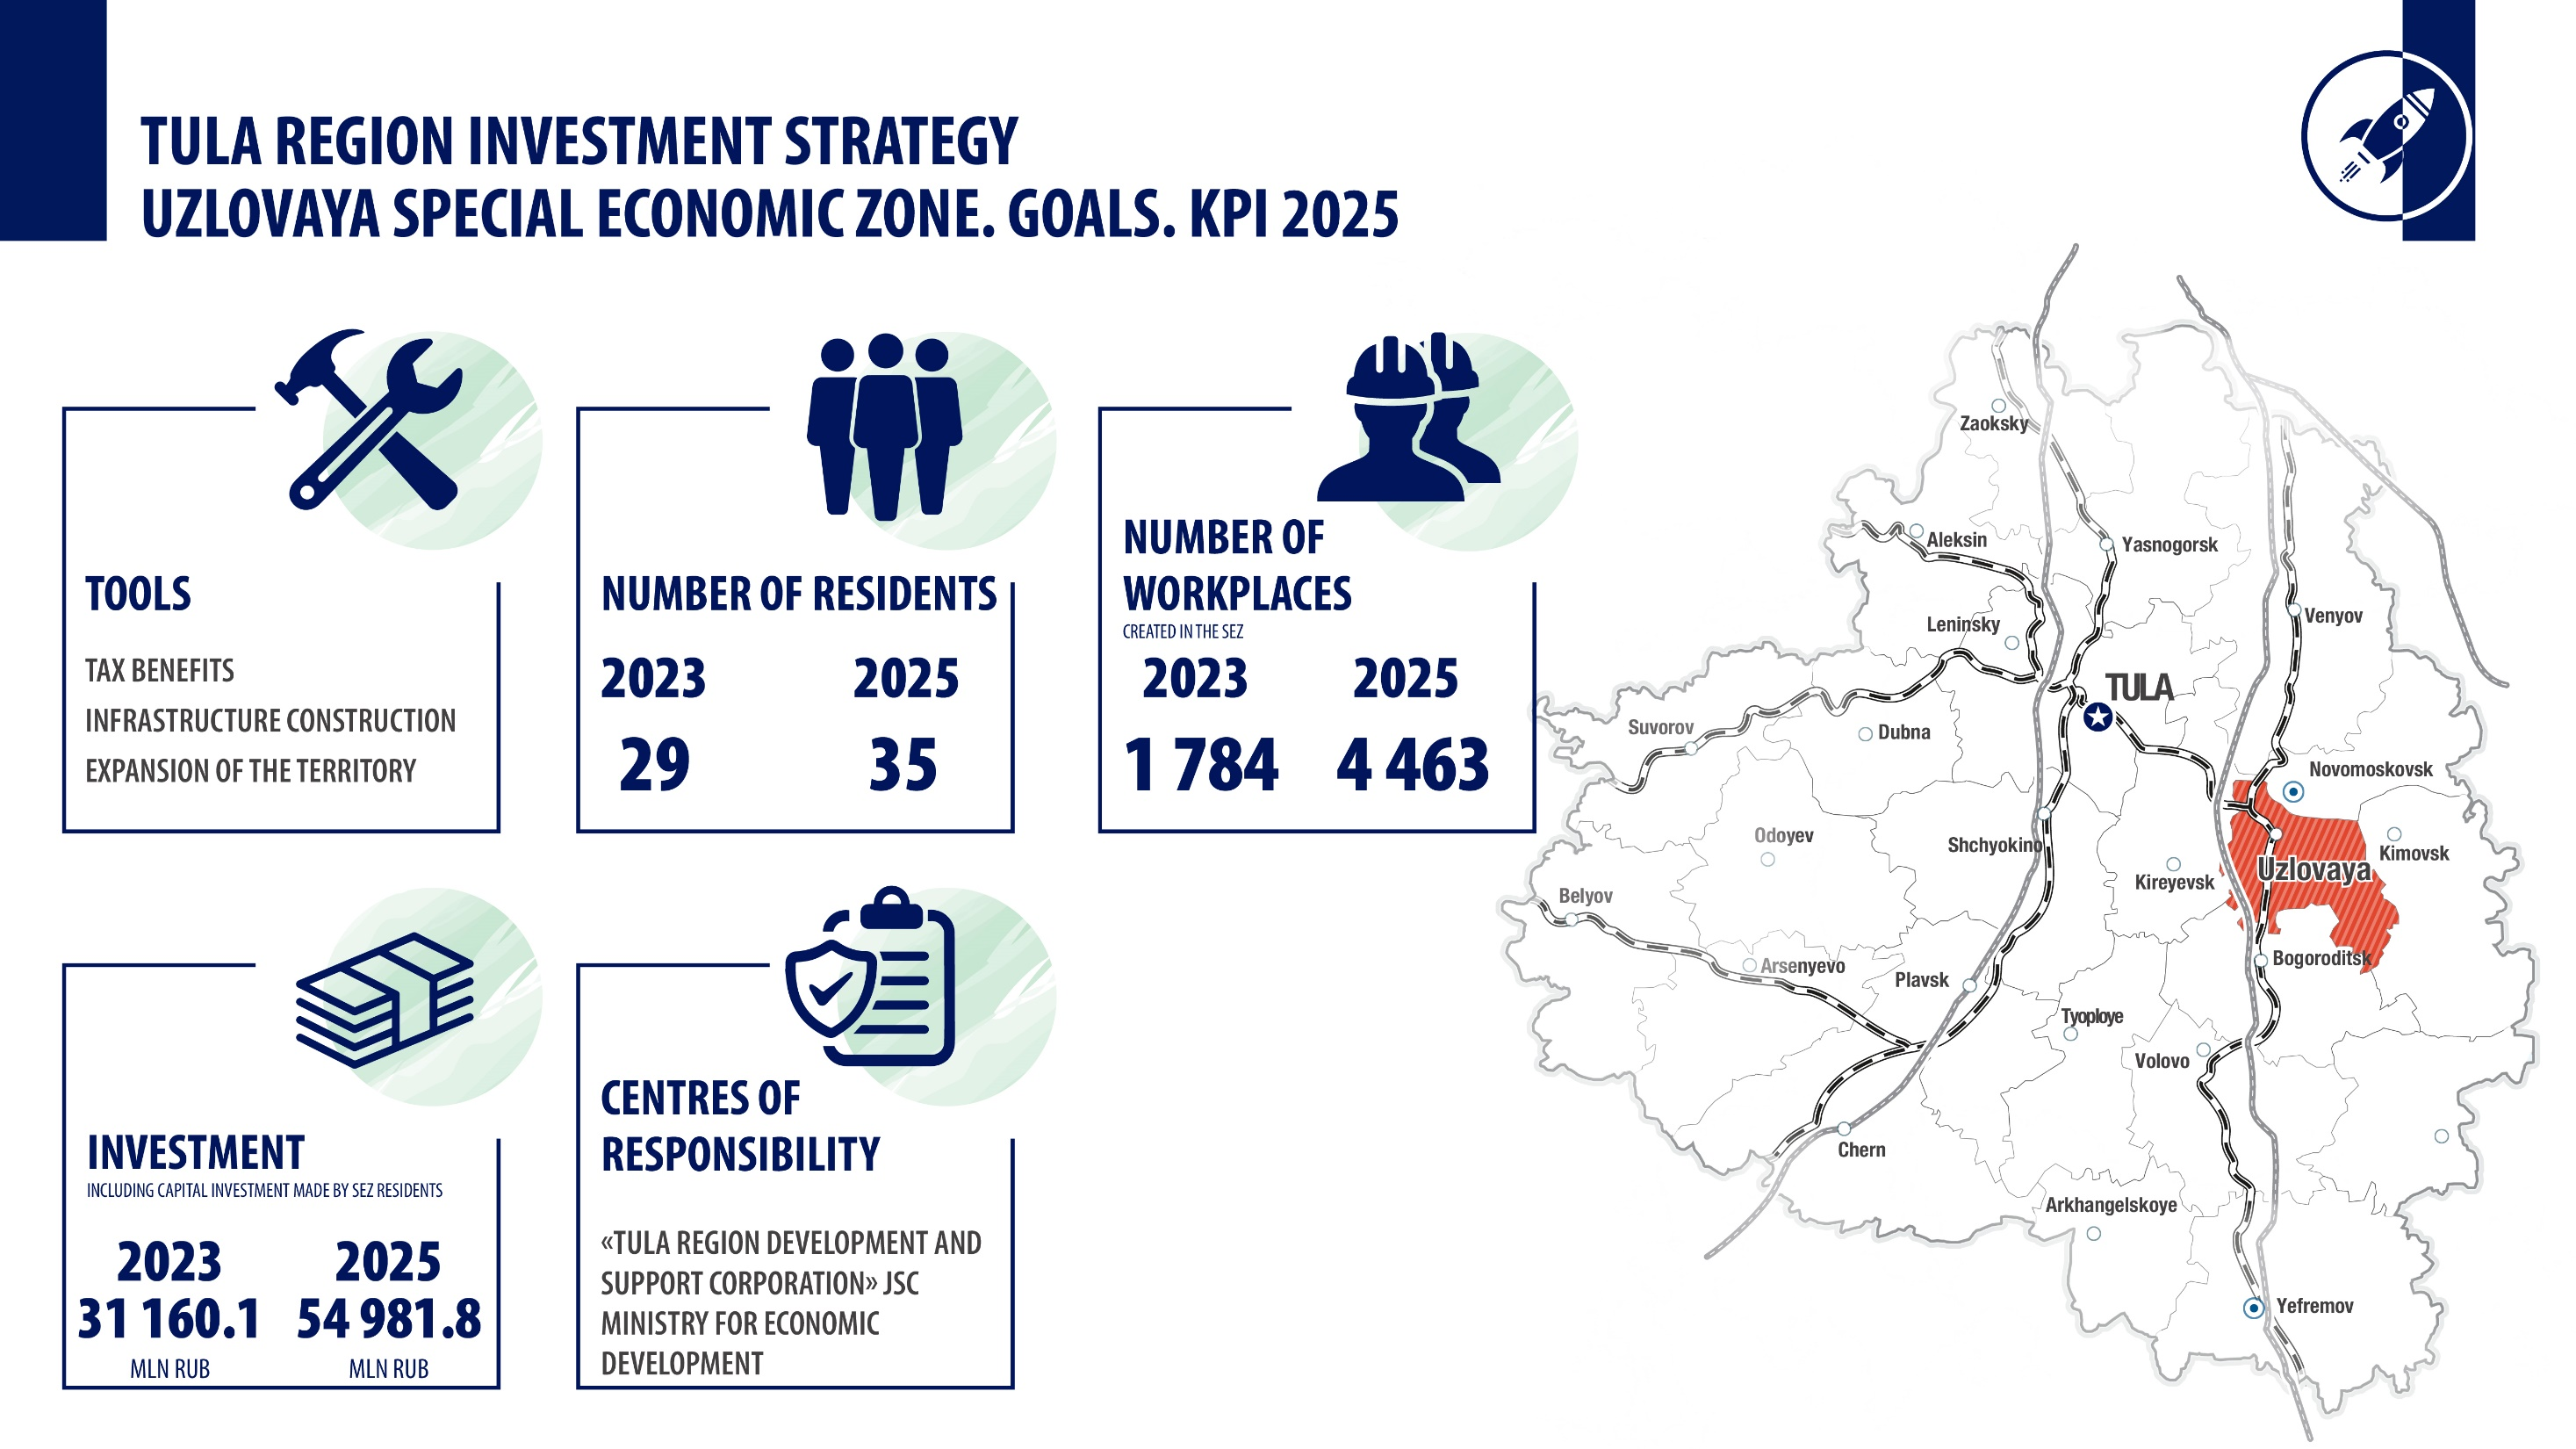 TULA REGION INVESTMENT STRATEGY
UZLOVAYA SPECIAL ECONOMIC ZONE. GOALS. KPI 2025
TOOLS
TAX BENEFITS
INFRASTRUCTURE CONSTRUCTION
EXPANSION OF THE TERRITORY
NUMBER OF RESIDENTS
2023 2025
29 35
NUMBER OF
WORKPLACES
CREATED IN THE SEZ
2023 2025
1 784 4 463
INVESTMENT
INCLUDING CAPITAL INVESTMENT MADE BY SEZ RESIDENTS
2023 2025
31 160.1 54 981.8
MLN RUB MLN RUB
CENTRES OF
RESPONSIBILITY
«TULA REGION DEVELOPMENT AND
SUPPORT CORPORATION» JSC
MINISTRY FOR ECONOMIC
DEVELOPMENT
Zaoksky
Aleksin
Yasnogorsk
Venyov
Leninsky
TULA
Suvorov
Dubna
Novomoskovsk
Odoyev
Shchyokino
Kimovsk
Uzlovaya
Kireyevsk
Belyov
Bogoroditsk
Arsenyevo
Plavsk
Tyoploye
Volovo
Chern
Arkhangelskoye
Yefremov